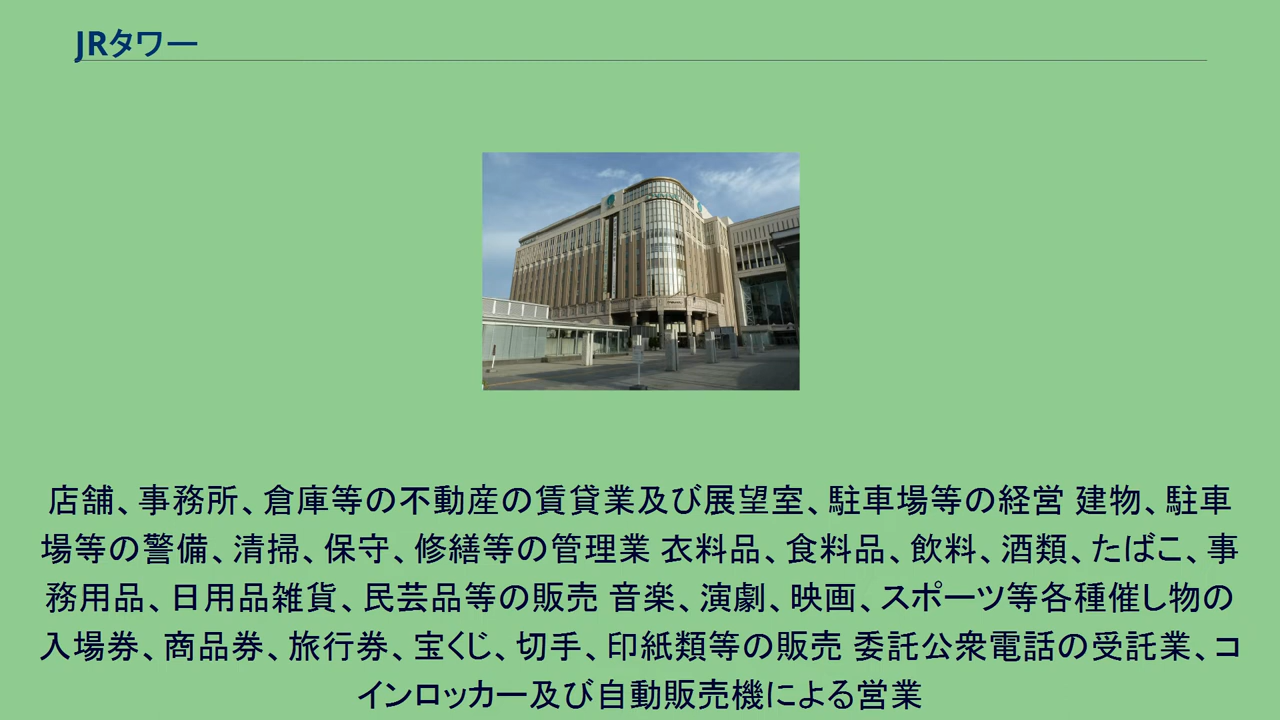 JRタワー
店舗、事務所、倉庫等の不動産の賃貸業及び展望室、駐車場等の経営 建物、駐車
場等の警備、清掃、保守、修繕等の管理業 衣料品、食料品、飲料、酒類、たばこ、事
務用品、日用品雑貨、民芸品等の販売 音楽、演劇、映画、スポーツ等各種催し物の
入場券、商品券、旅行券、宝くじ、切手、印紙類等の販売 委託公衆電話の受託業、コ
インロッカー及び自動販売機による営業